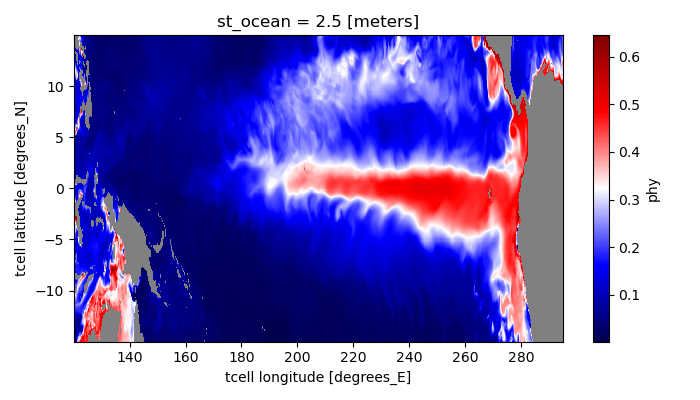 st_ocean = 2.5 [meters]
10
5
0
−5
−10
tcell latitude [degrees_N]
140 160 180 200 220 240 260 280
tcell longitude [degrees_E]
0.6
0.5
0.4
0.3
0.2
0.1
phy